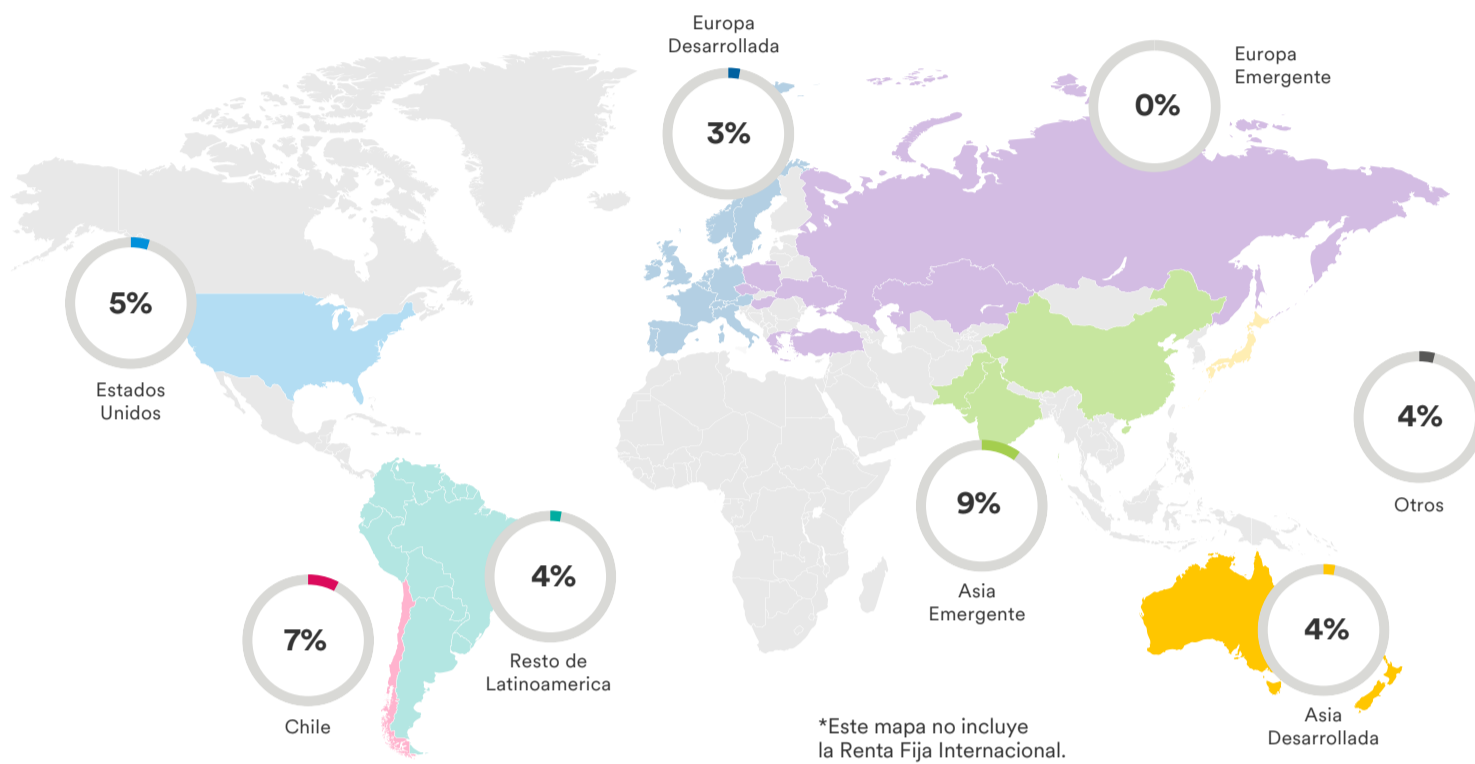 Europa
Desarrollada
3%
0%
Europa
Emergente
5%
Estados
Unidos
4%
Otros
9%
Asia
Emergente
4%
Resto de
Latinoamerica
7%
Chile
4%
Asia
Desarrollada
*Este mapa no incluye
la Renta Fija Internacional.